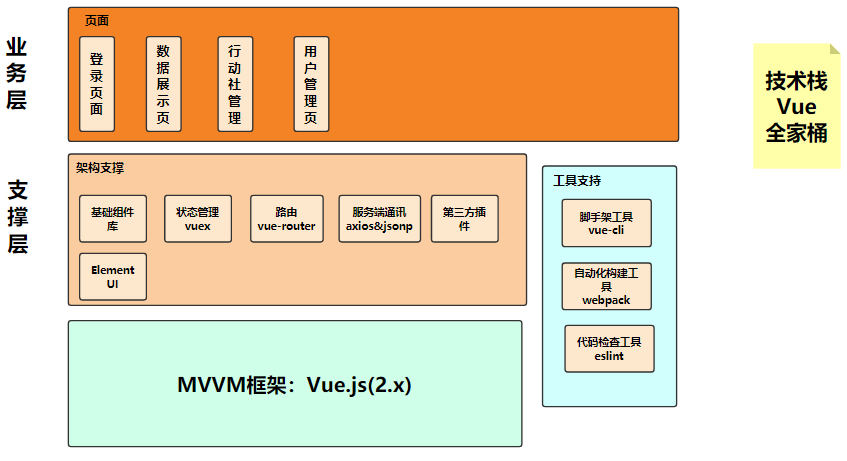 业
务
层
页面
登
录
页
面
数
据
展
示
页
行
动
社
管
理
用
户
管
理
页
技术栈
Vue
全家桶
支
撑
层
架构支撑
基础组件
库
状态管理
vuex
路由
vue-router
服务端通讯
axios&jsonp
第三方插
件
Element
UI
工具支持
脚手架工具
vue-cli
自动化构建工
具
webpack
代码检查工具
eslint
MVVM框架：Vue.js(2.x)